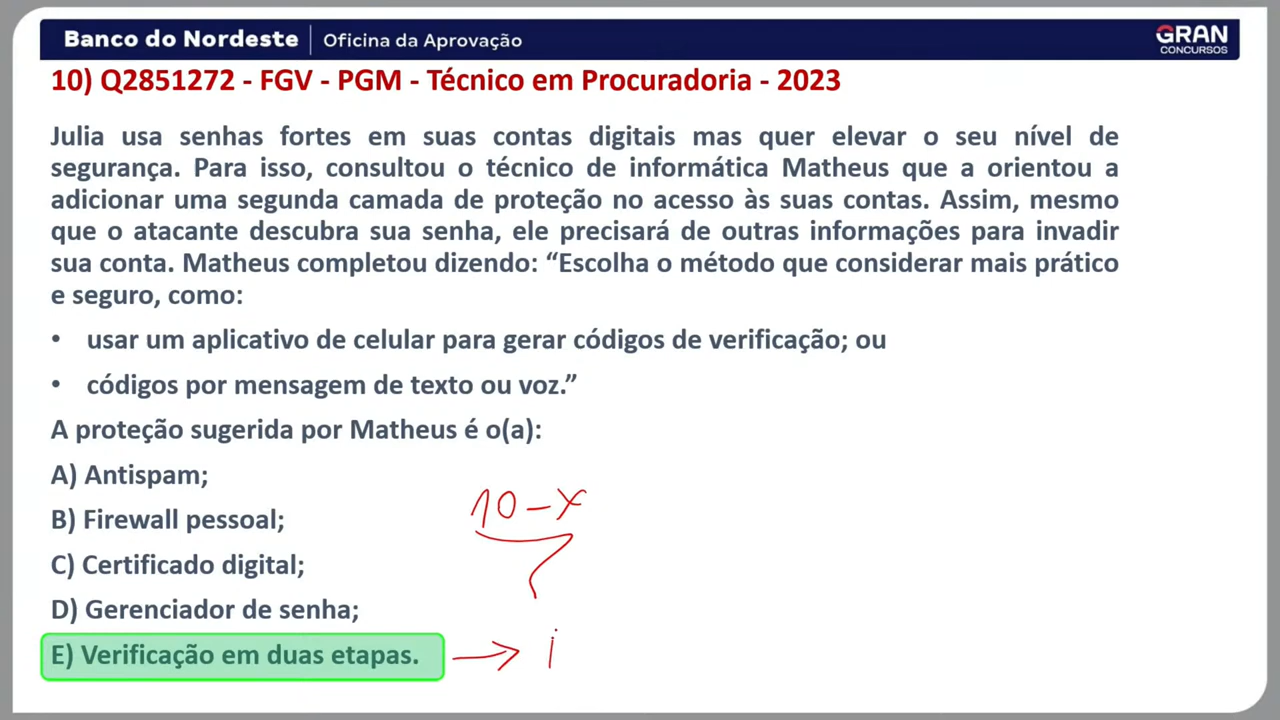 Banco do Nordeste | Oficina da Aprovação
GRAN
CONCURSOS
10) Q2851272 - FGV - PGM - Técnico em Procuradoria - 2023
Julia usa senhas fortes em suas contas digitais mas quer elevar o seu nível de
segurança. Para isso, consultou o técnico de informática Matheus que a orientou a
adicionar uma segunda camada de proteção no acesso às suas contas. Assim, mesmo
que o atacante descubra sua senha, ele precisará de outras informações para invadir
sua conta. Matheus completou dizendo: “Escolha o método que considerar mais prático
e seguro, como:
• usar um aplicativo de celular para gerar códigos de verificação; ou
• códigos por mensagem de texto ou voz.”
A proteção sugerida por Matheus é o(a):
A) Antispam;
B) Firewall pessoal;
10 - x
C) Certificado digital;
D) Gerenciador de senha;
E) Verificação em duas etapas.